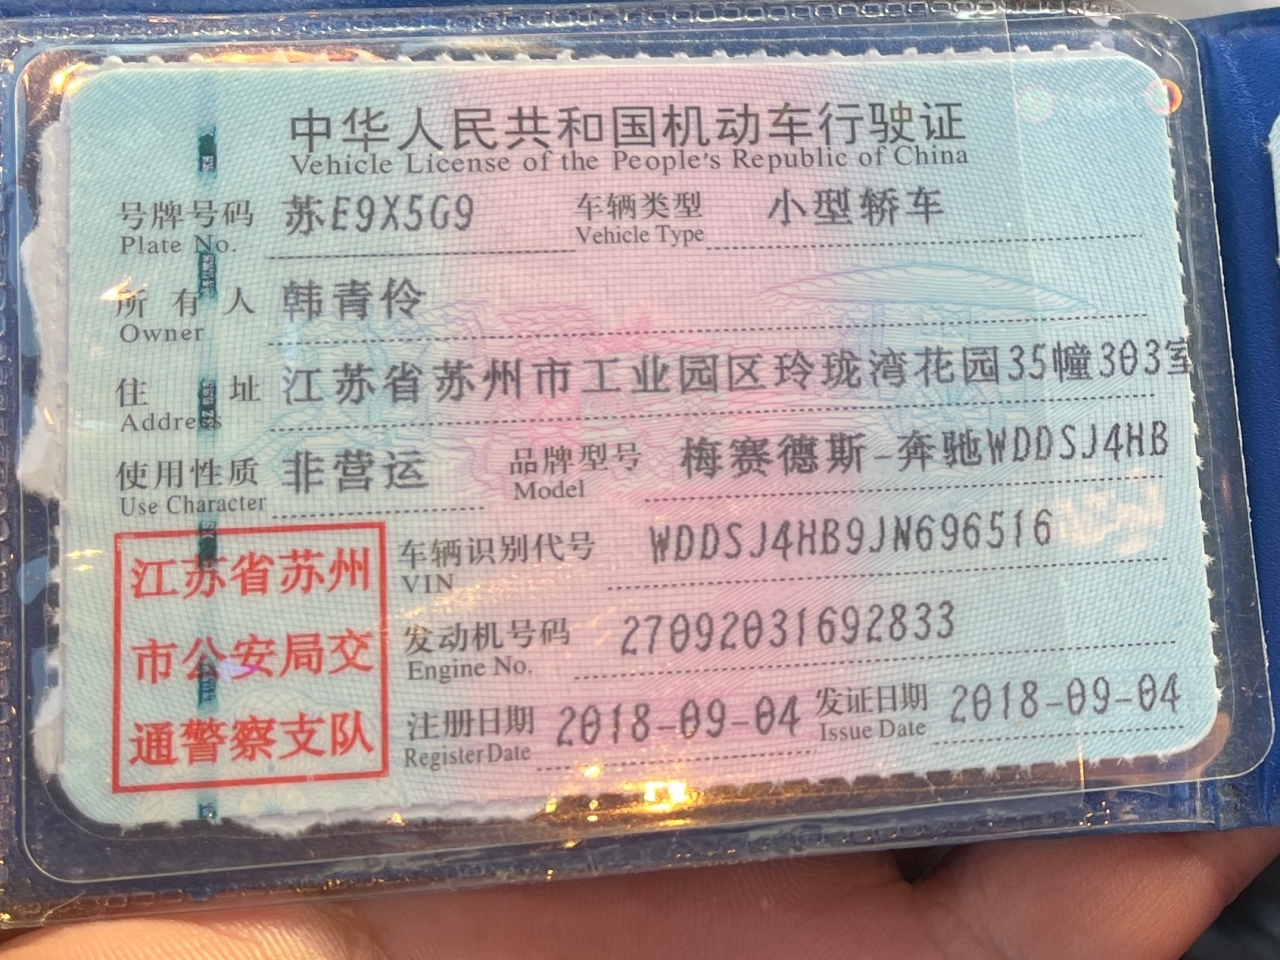 中华人民共和国机动车行驶证
Vehicle License of the People's Republic of China
号牌号码 苏E9X5G9 车辆类型 小型轿车
Plate No. Vehicle Type
所有人 韩青伶
Owner
住址 江苏省苏州市工业园区玲珑湾花园35幢303室
Address
使用性质 非营运 品牌型号 梅赛德斯-奔驰WDDSJ4HB
Use Character Model
江苏省苏州
市公安局交
通警察支队
车辆识别代号 WDDSJ4HB9JN696516
VIN
发动机号码 27092031692833
Engine No.
注册日期 2018-09-04 发证日期 2018-09-04
Register Date Issue Date